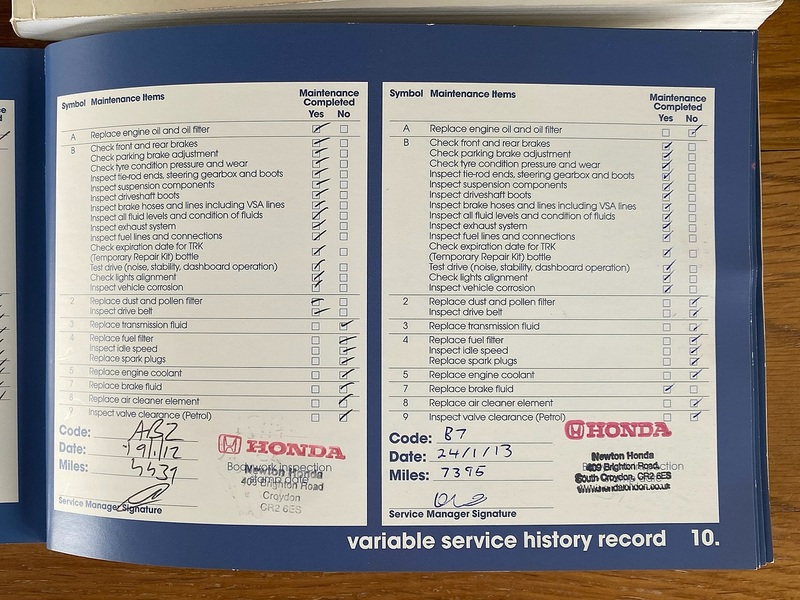 Symbol Maintenance Items Maintenance Completed Yes No
A Replace engine oil and oil filter
B Check front and rear brakes
Check parking brake adjustment
Check tyre condition pressure and wear
Inspect tie-rod ends, steering gearbox and boots
Inspect suspension components
Inspect driveshaft boots
Inspect brake hoses and lines including VSA lines
Inspect all fluid levels and condition of fluids
Inspect exhaust system
Inspect fuel lines and connections
Check expiration date for TRK
(Temporary Repair Kit) bottle
Test drive (noise, stability, dashboard operation)
Check lights alignment
Inspect vehicle corrosion
2 Replace dust and pollen filter
Inspect drive belt
3 Replace transmission fluid
4 Replace fuel filter
Inspect idle speed
Replace spark plugs
5 Replace engine coolant
7 Replace brake fluid
8 Replace air cleaner element
9 Inspect valve clearance (Petrol)
Code: AB2
Date: 19/1/12
Miles:
HONDA
Bodywork inspection
stamp date
Newton Honda
409 Brighton Road
Croydon
CR2 6ES
Service Manager Signature
Symbol Maintenance Items Maintenance Completed Yes No
A Replace engine oil and oil filter
B Check front and rear brakes
Check parking brake adjustment
Check tyre condition pressure and wear
Inspect tie-rod ends, steering gearbox and boots
Inspect suspension components
Inspect driveshaft boots
Inspect brake hoses and lines including VSA lines
Inspect all fluid levels and condition of fluids
Inspect exhaust system
Inspect fuel lines and connections
Check expiration date for TRK
(Temporary Repair Kit) bottle
Test drive (noise, stability, dashboard operation)
Check lights alignment
Inspect vehicle corrosion
2 Replace dust and pollen filter
Inspect drive belt
3 Replace transmission fluid
4 Replace fuel filter
Inspect idle speed
Replace spark plugs
5 Replace engine coolant
7 Replace brake fluid
8 Replace air cleaner element
9 Inspect valve clearance (Petrol)
Code: B7
Date: 24/1/13
Miles: 7395
HONDA
Newton Honda
409 Brighton Road,
South Croydon, CR2 6ES
www.hondalondon.co.uk
Service Manager Signature
variable service history record 10.